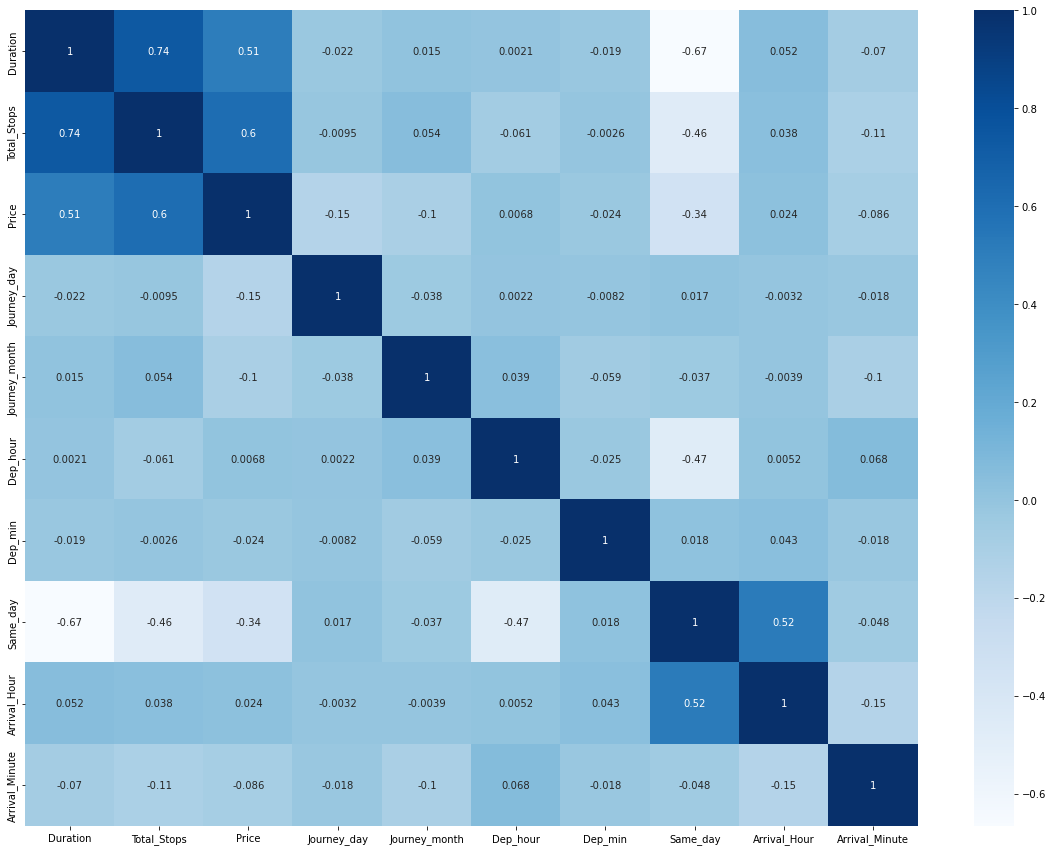 Duration 1 0.74 0.51 -0.022 0.015 0.0021 -0.019 -0.67 0.052 -0.07
Total_Stops 0.74 1 0.6 -0.0095 0.054 -0.061 -0.0026 -0.46 0.038 -0.11
Price 0.51 0.6 1 -0.15 -0.1 0.0068 -0.024 -0.34 0.024 -0.086
Journey_day -0.022 -0.0095 -0.15 1 -0.038 0.0022 -0.0082 0.017 -0.0032 -0.018
Journey_month 0.015 0.054 -0.1 -0.038 1 0.039 -0.059 -0.037 -0.0039 -0.1
Dep_hour 0.0021 -0.061 0.0068 0.0022 0.039 1 -0.025 -0.47 0.0052 0.068
Dep_min -0.019 -0.0026 -0.024 -0.0082 -0.059 -0.025 1 0.018 0.043 -0.018
Same_day -0.67 -0.46 -0.34 0.017 -0.037 -0.47 0.018 1 0.52 -0.048
Arrival_Hour 0.052 0.038 0.024 -0.0032 -0.0039 0.0052 0.043 0.52 1 -0.15
Arrival_Minute -0.07 -0.11 -0.086 -0.018 -0.1 0.068 -0.018 -0.048 -0.15 1
Duration Total_Stops Price Journey_day Journey_month Dep_hour Dep_min Same_day Arrival_Hour Arrival_Minute
1.0
0.8
0.6
0.4
0.2
0.0
−0.2
−0.4
−0.6